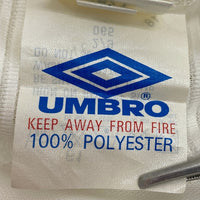 UMBRO
KEEP AWAY FROM FIRE
100% POLYESTER